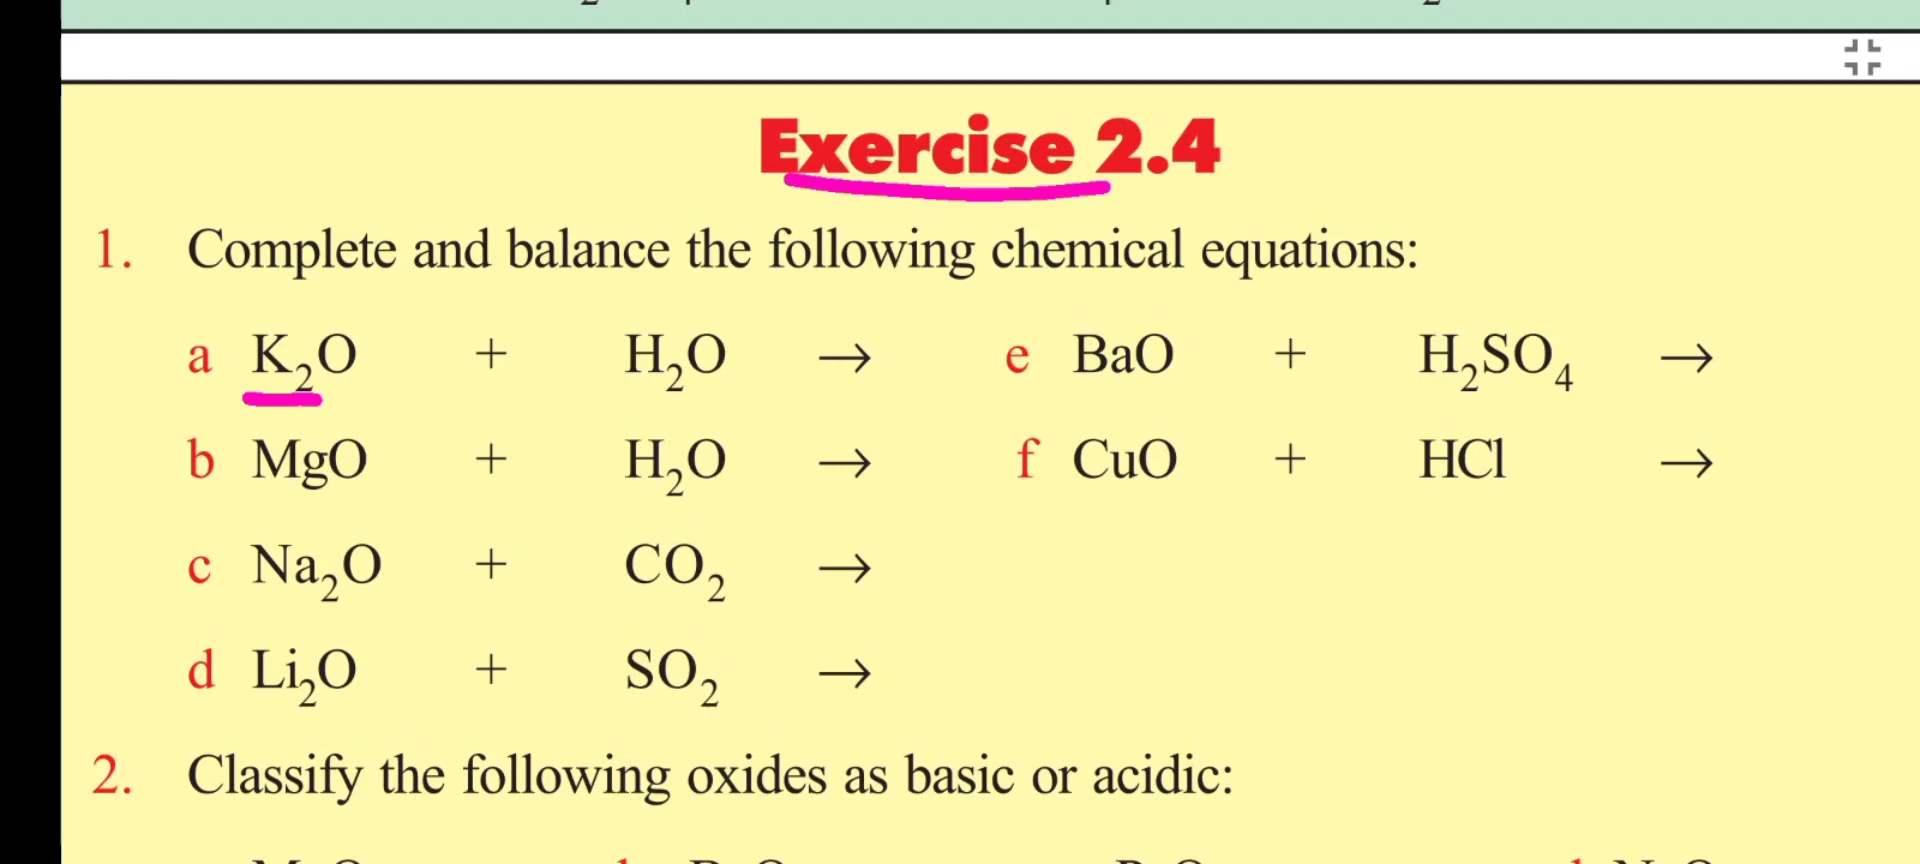 Exercise 2.4
1. Complete and balance the following chemical equations:
a K₂O + H₂O → e BaO + H₂SO₄ →
b MgO + H₂O → f CuO + HCl →
c Na₂O + CO₂ →
d Li₂O + SO₂ →
2. Classify the following oxides as basic or acidic: